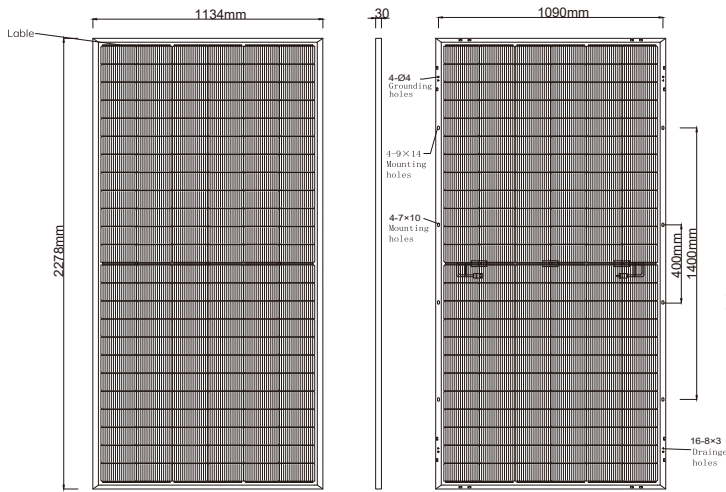 1134mm
30
1090mm
Lable
4-Ø4
Grounding
holes
4-9×14
Mounting
holes
4-7×10
Mounting
holes
2278mm
400mm
1400mm
16-8×3
Drainge
holes